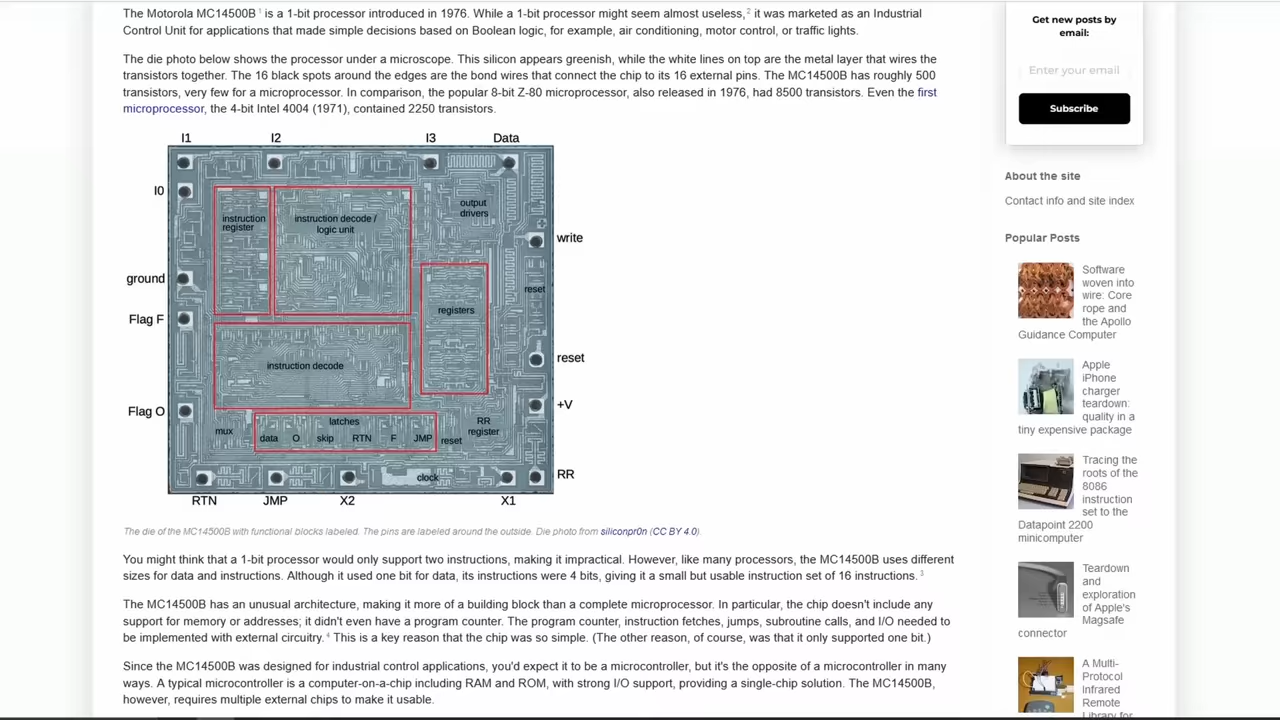 The Motorola MC14500B 1 is a 1-bit processor introduced in 1976. While a 1-bit processor might seem almost useless, 2 it was marketed as an Industrial
Control Unit for applications that made simple decisions based on Boolean logic, for example, air conditioning, motor control, or traffic lights.
The die photo below shows the processor under a microscope. This silicon appears greenish, while the white lines on top are the metal layer that wires the
transistors together. The 16 black spots around the edges are the bond wires that connect the chip to its 16 external pins. The MC14500B has roughly 500
transistors, very few for a microprocessor. In comparison, the popular 8-bit Z-80 microprocessor, also released in 1976, had 8500 transistors. Even the first
microprocessor, the 4-bit Intel 4004 (1971), contained 2250 transistors.
I1 I2 I3 Data
I0
instruction
register
instruction decode /
logic unit
output
drivers
write
ground
reset
registers
Flag F
reset
instruction decode
+V
Flag O
mux
latches
data O skip RTN F JMP
reset
RR
register
clock
RR
RTN JMP X2 X1
The die of the MC14500B with functional blocks labeled. The pins are labeled around the outside. Die photo from siliconpr0n (CC BY 4.0).
You might think that a 1-bit processor would only support two instructions, making it impractical. However, like many processors, the MC14500B uses different
sizes for data and instructions. Although it used one bit for data, its instructions were 4 bits, giving it a small but usable instruction set of 16 instructions. 3
The MC14500B has an unusual architecture, making it more of a building block than a complete microprocessor. In particular, the chip doesn't include any
support for memory or addresses; it didn't even have a program counter. The program counter, instruction fetches, jumps, subroutine calls, and I/O needed to
be implemented with external circuitry. 4 This is a key reason that the chip was so simple. (The other reason, of course, was that it only supported one bit.)
Since the MC14500B was designed for industrial control applications, you'd expect it to be a microcontroller, but it's the opposite of a microcontroller in many
ways. A typical microcontroller is a computer-on-a-chip including RAM and ROM, with strong I/O support, providing a single-chip solution. The MC14500B,
however, requires multiple external chips to make it usable.
Get new posts by
email:
Enter your email
Subscribe
About the site
Contact info and site index
Popular Posts
Software
woven into
wire: Core
rope and
the Apollo
Guidance Computer
Apple
iPhone
charger
teardown:
quality in a
tiny expensive package
Tracing the
roots of the
8086
instruction
set to the
Datapoint 2200
minicomputer
Teardown
and
exploration
of Apple's
Magsafe
connector
A Multi-
Protocol
Infrared
Remote
Library for